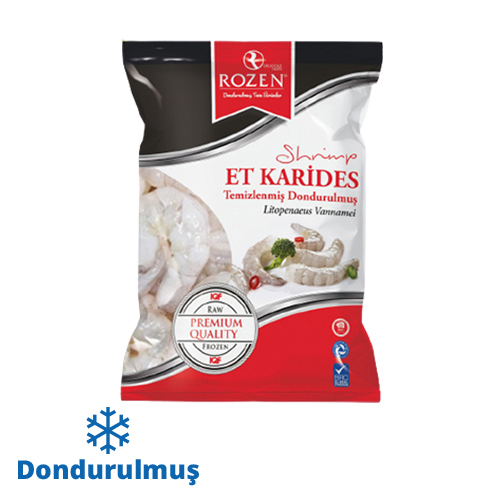 ROZEN®
Dondurulmuş Taze Ürünler
Shrimp
ET KARİDES
Temizlenmiş Dondurulmuş
Litopenaeus Vannamei
IQF
RAW
PREMIUM
QUALITY
FROZEN
IQF
Dondurulmuş